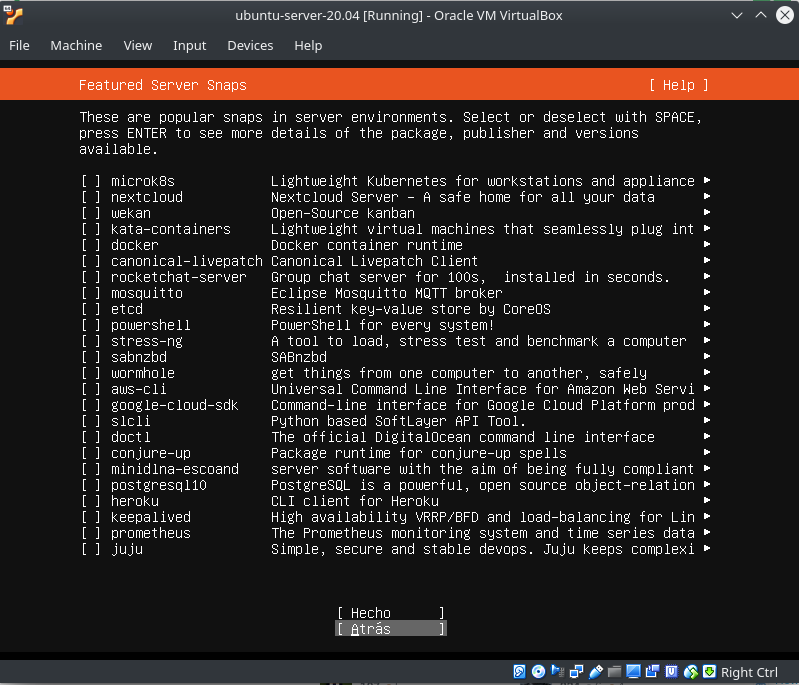 ubuntu-server-20.04 [Running] - Oracle VM VirtualBox
File Machine View Input Devices Help
Featured Server Snaps [ Help ]
These are popular snaps in server environments. Select or deselect with SPACE,
press ENTER to see more details of the package, publisher and versions
available.
[ ] microk8s Lightweight Kubernetes for workstations and appliance ▸
[ ] nextcloud Nextcloud Server - A safe home for all your data ▸
[ ] wekan Open-Source kanban ▸
[ ] kata-containers Lightweight virtual machines that seamlessly plug int ▸
[ ] docker Docker container runtime ▸
[ ] canonical-livepatch Canonical Livepatch Client ▸
[ ] rocketchat-server Group chat server for 100s,  installed in seconds. ▸
[ ] mosquitto Eclipse Mosquitto MQTT broker ▸
[ ] etcd Resilient key-value store by CoreOS ▸
[ ] powershell PowerShell for every system! ▸
[ ] stress-ng A tool to load, stress test and benchmark a computer ▸
[ ] sabnzbd SABnzbd ▸
[ ] wormhole get things from one computer to another, safely ▸
[ ] aws-cli Universal Command Line Interface for Amazon Web Servi ▸
[ ] google-cloud-sdk Command-line interface for Google Cloud Platform prod ▸
[ ] slcli Python based SoftLayer API Tool. ▸
[ ] doctl The official DigitalOcean command line interface ▸
[ ] conjure-up Package runtime for conjure-up spells ▸
[ ] minidlna-escoand server software with the aim of being fully compliant ▸
[ ] postgresql10 PostgreSQL is a powerful, open source object-relation ▸
[ ] heroku CLI client for Heroku ▸
[ ] keepalived High availability VRRP/BFD and load-balancing for Lin ▸
[ ] prometheus The Prometheus monitoring system and time series data ▸
[ ] juju Simple, secure and stable devops. Juju keeps complexi ▸
[ Hecho ]
[ Atrás ]
Right Ctrl